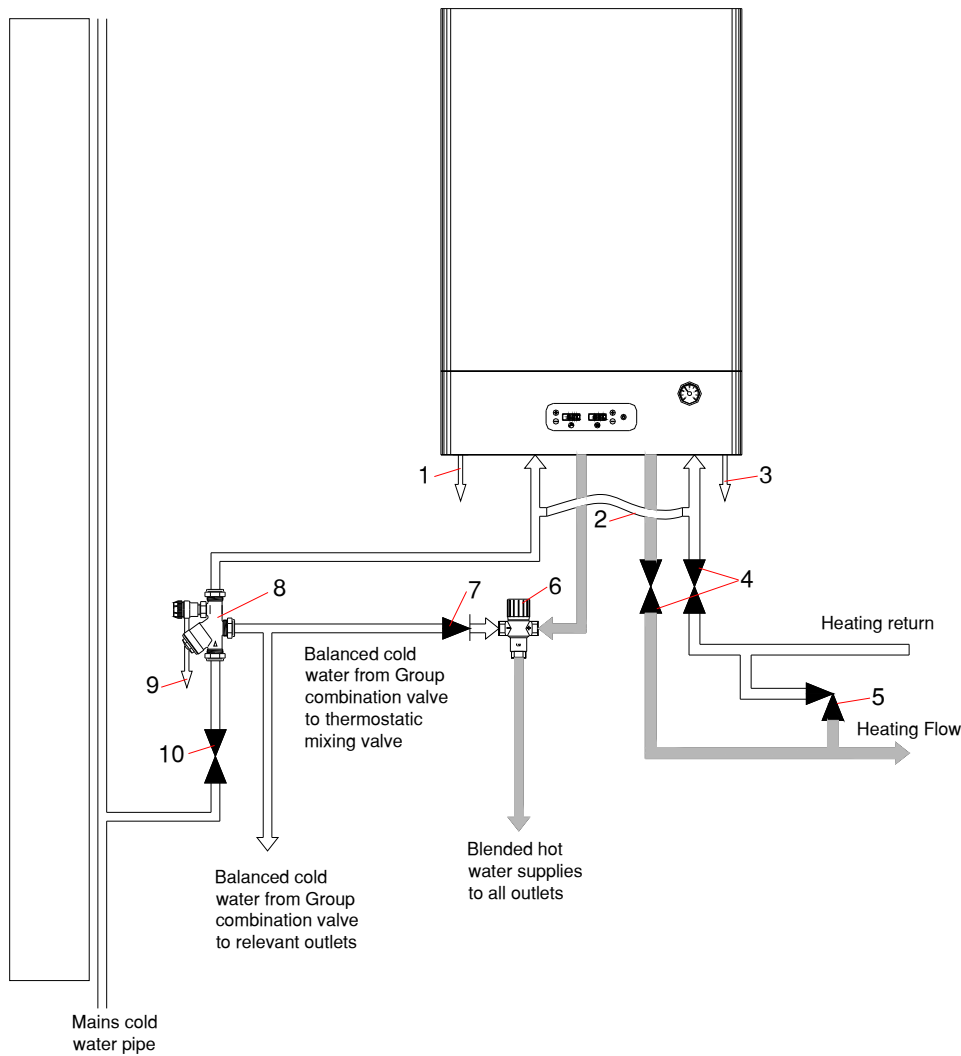 1
2
3
4
8
7
6
Heating return
5
Heating Flow
9
10
Balanced cold
water from Group
combination valve
to thermostatic
mixing valve
Balanced cold
water from Group
combination valve
to relevant outlets
Blended hot
water supplies
to all outlets
Mains cold
water pipe